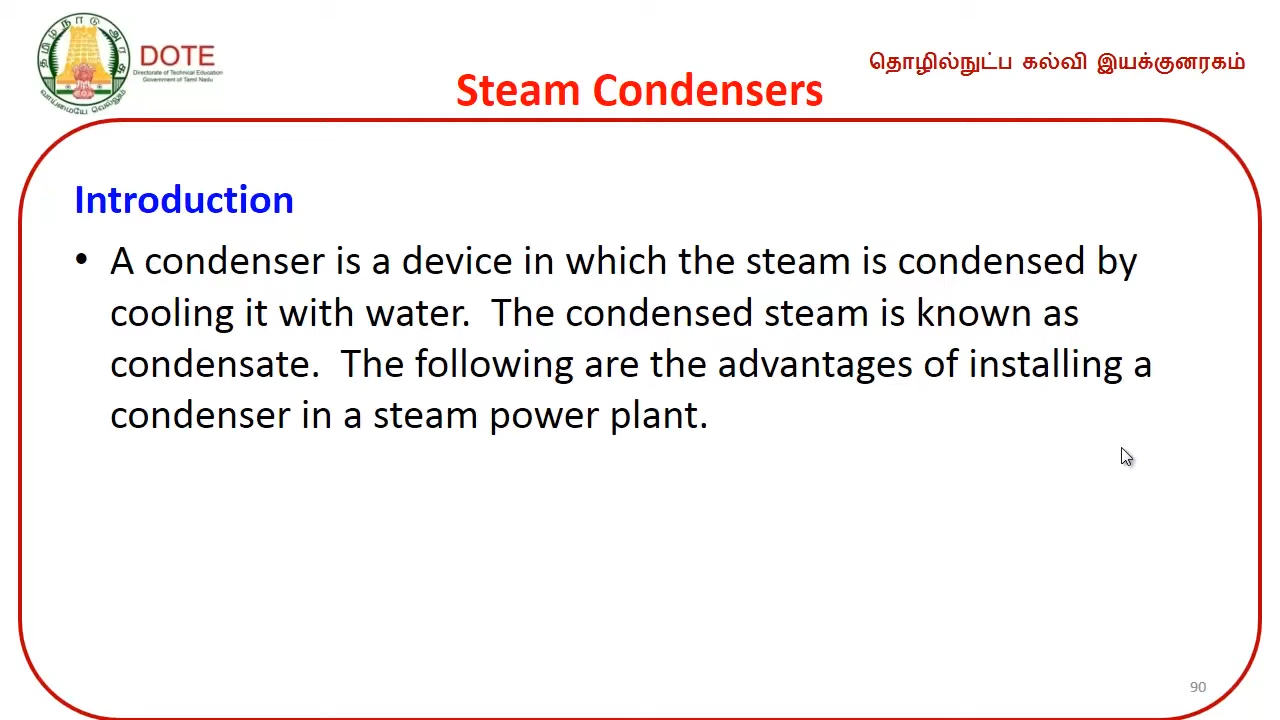 தமிழ்நாடு அரசு
வாய்மையே வெல்லும்
DOTE
Directorate of Technical Education
Government of Tamil Nadu
தொழில்நுட்ப கல்வி இயக்குனரகம்
Steam Condensers
Introduction
• A condenser is a device in which the steam is condensed by
cooling it with water. The condensed steam is known as
condensate. The following are the advantages of installing a
condenser in a steam power plant.
90